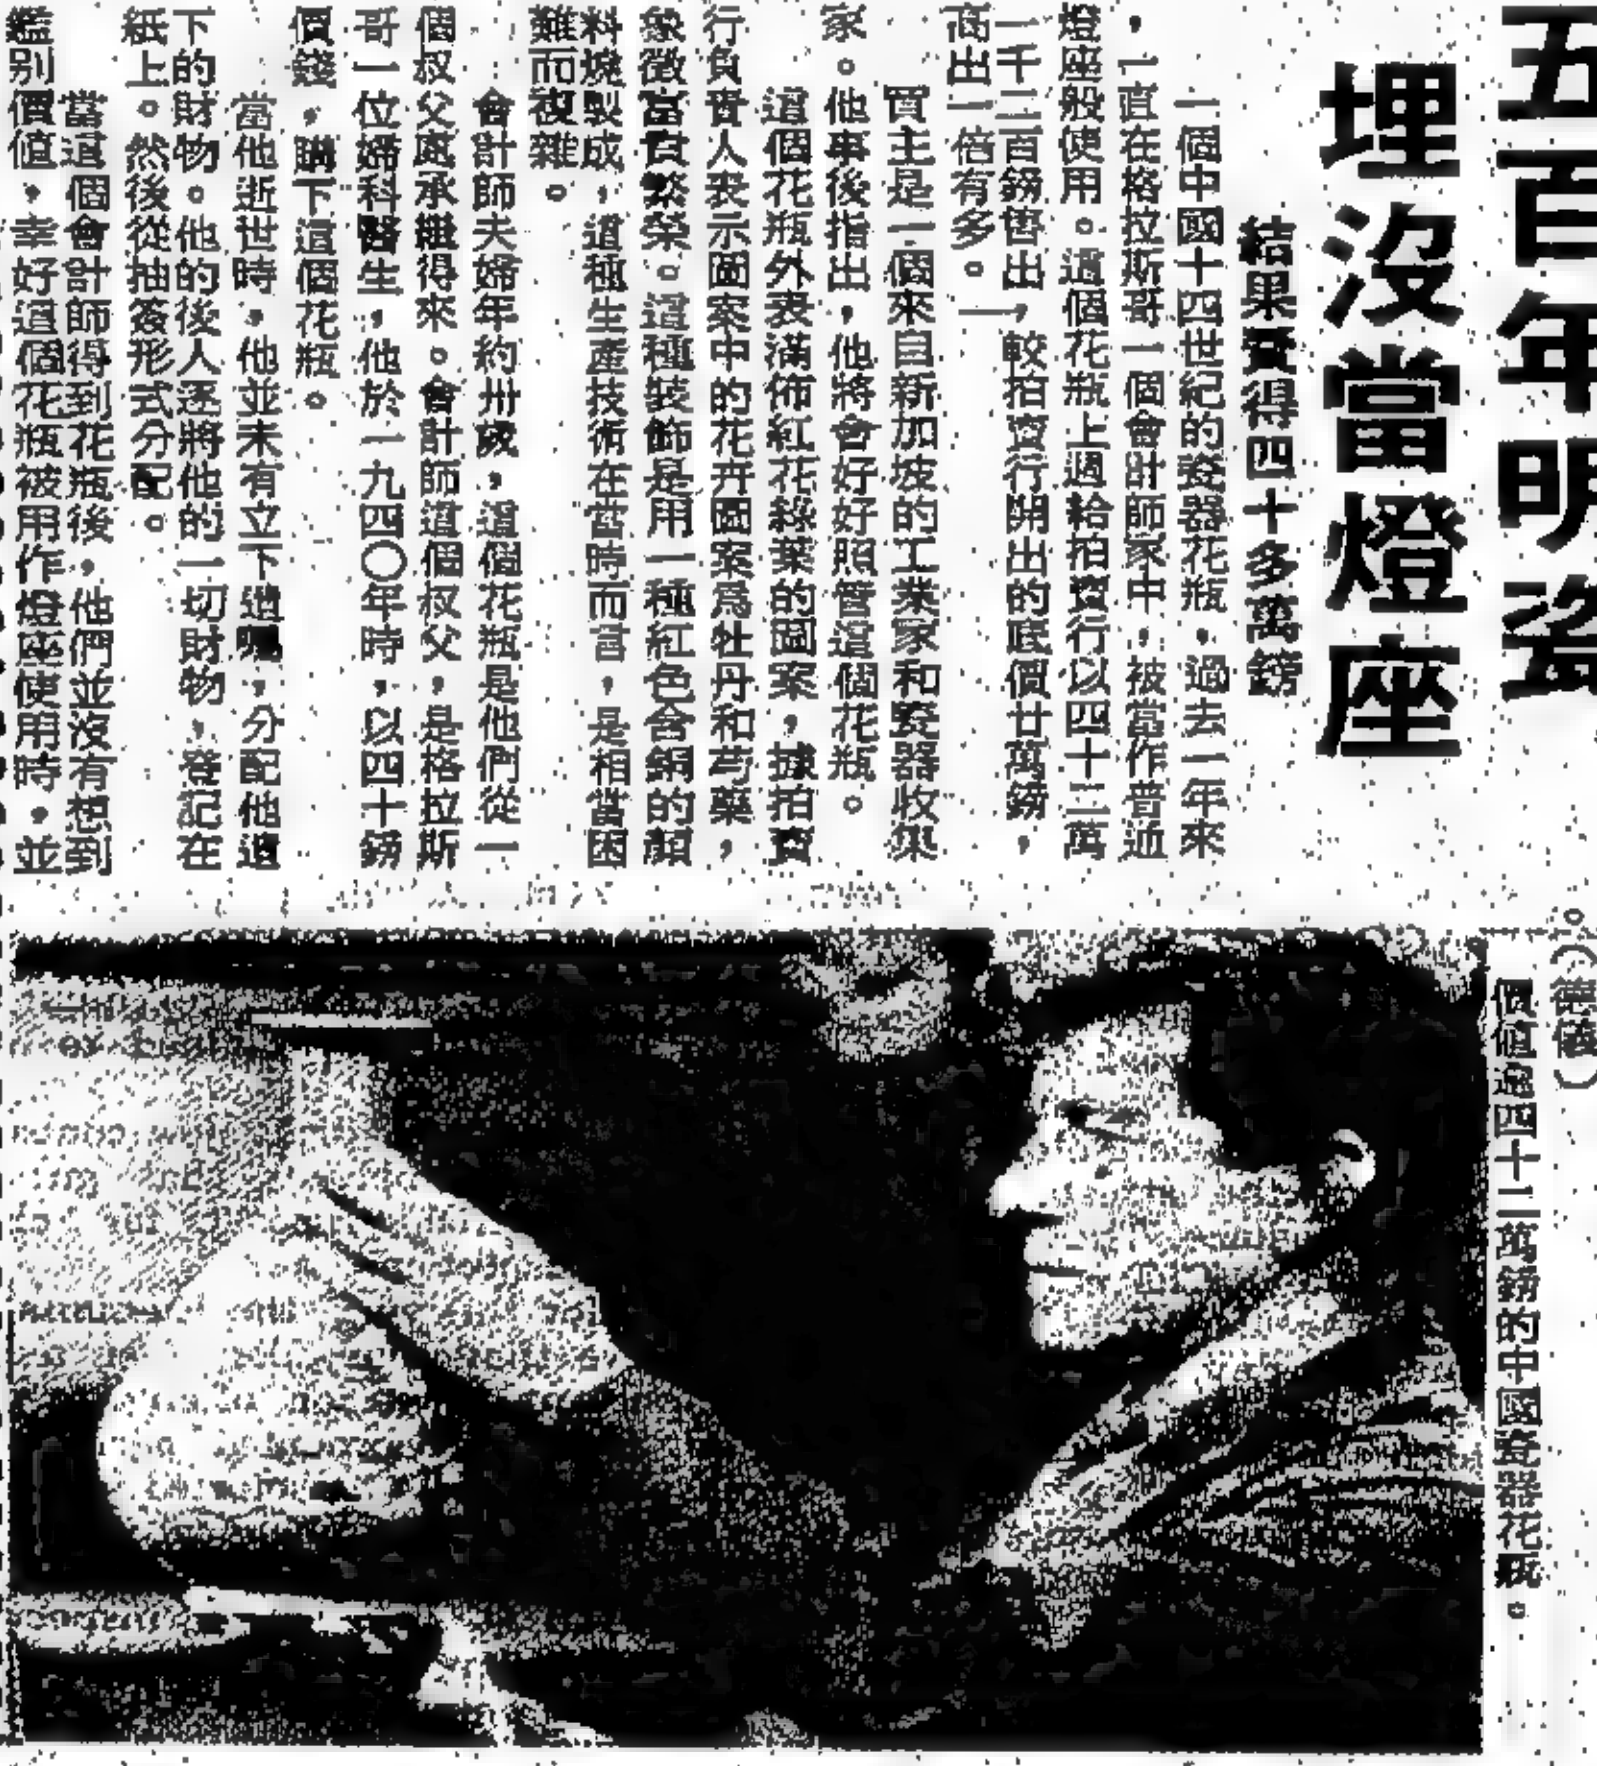 五百年明瓷
埋沒當燈座
結果賣得四十多萬鎊
一個中國十四世紀的瓷器花瓶，過去一年來
，一直在格拉斯哥一個會計師家中，被當作普通
燈座般使用。這個花瓶上週給拍賣行以四十二萬
一千二百鎊售出，較拍賣行開出的底價廿萬鎊，
高出一倍有多。
買主是一個來自新加坡的工業家和瓷器收集
家。他事後指出，他將會好好照管這個花瓶。
這個花瓶外表滿佈紅花綠葉的圖案，據拍賣
行負責人表示圖案中的花卉圖案為牡丹和芍藥，
象徵富貴繁榮。這種裝飾是用一種紅色含銅的顏
料燒製成，這種生產技術在當時而言，是相當困
難而複雜。
會計師夫婦年約卅歲，這個花瓶是他們從一
個叔父處承繼得來。會計師這個叔父，是格拉斯
哥一位婦科醫生，他於一九四〇年時，以四十鎊
價錢，購下這個花瓶。
當他逝世時，他並未有立下遺囑，分配他遺
下的財物。他的後人逐將他的一切財物，登記在
紙上。然後從抽簽形式分配。
當這個會計師得到花瓶後，他們並沒有想到
鑑別價值，幸好這個花瓶被用作燈座使用時，並
。（德儀）
價值逾四十二萬鎊的中國瓷器花瓶。